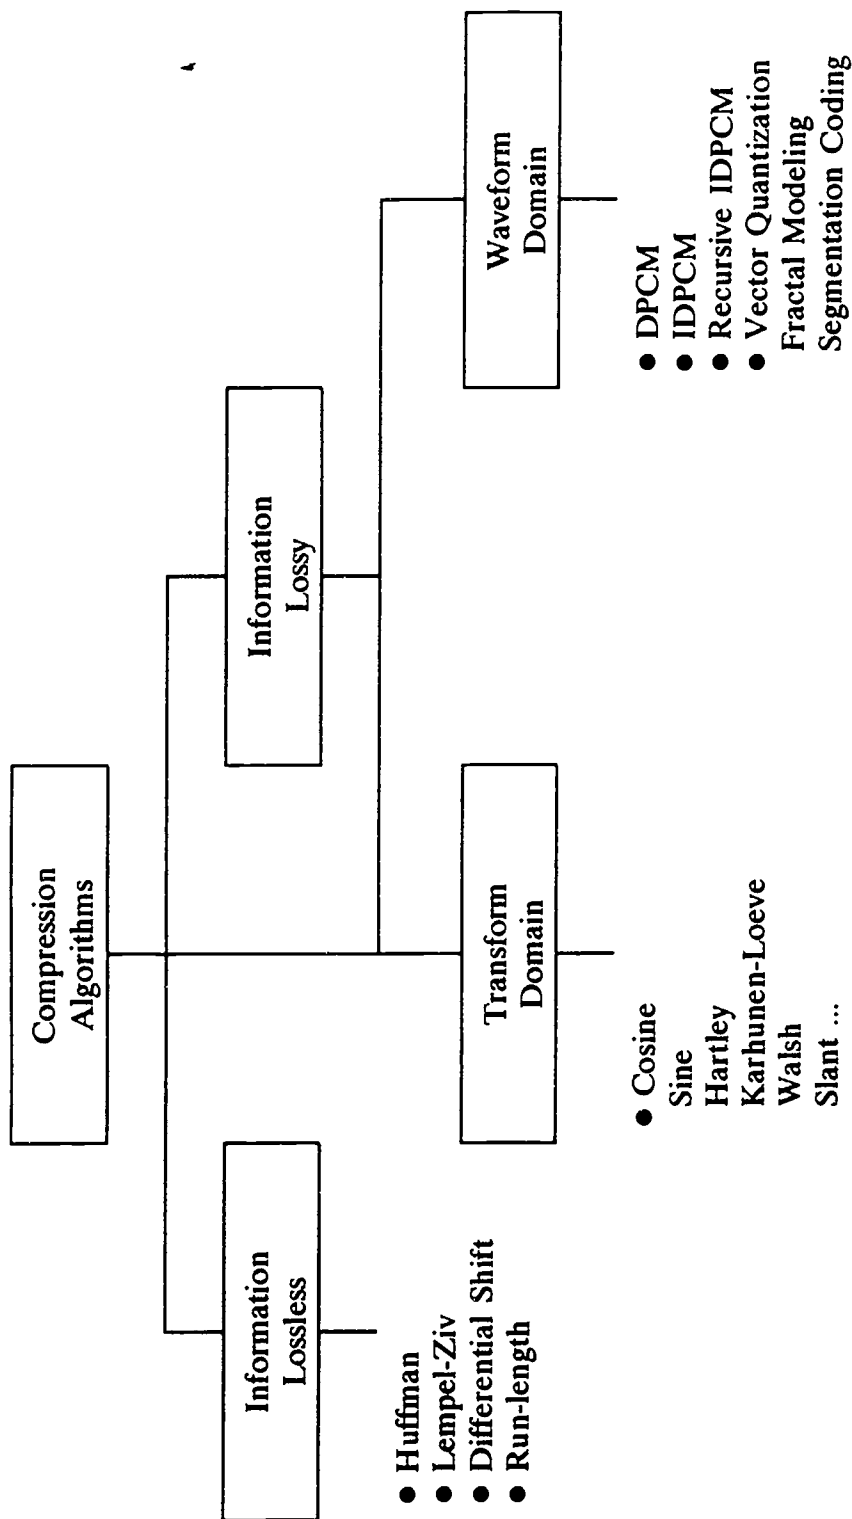 Compression
Algorithms
Information
Lossless
Information
Lossy
Transform
Domain
Waveform
Domain
● Huffman
● Lempel-Ziv
● Differential Shift
● Run-length
● Cosine
Sine
Hartley
Karhunen-Loeve
Walsh
Slant ...
● DPCM
● IDPCM
● Recursive IDPCM
● Vector Quantization
Fractal Modeling
Segmentation Coding